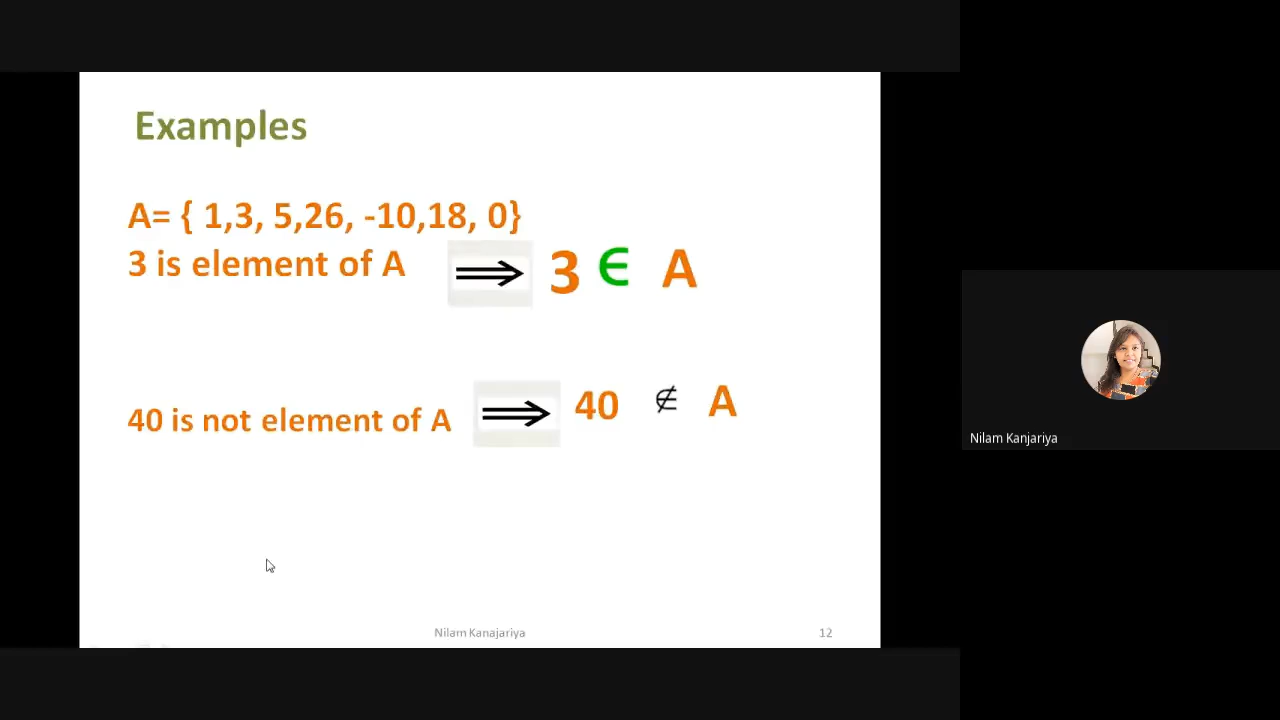 Examples
A= { 1,3, 5,26, -10,18, 0}
3 is element of A ⟹ 3 ∈ A
40 is not element of A ⟹ 40 ∉ A
Nilam Kanajariya 12
Nilam Kanjariya